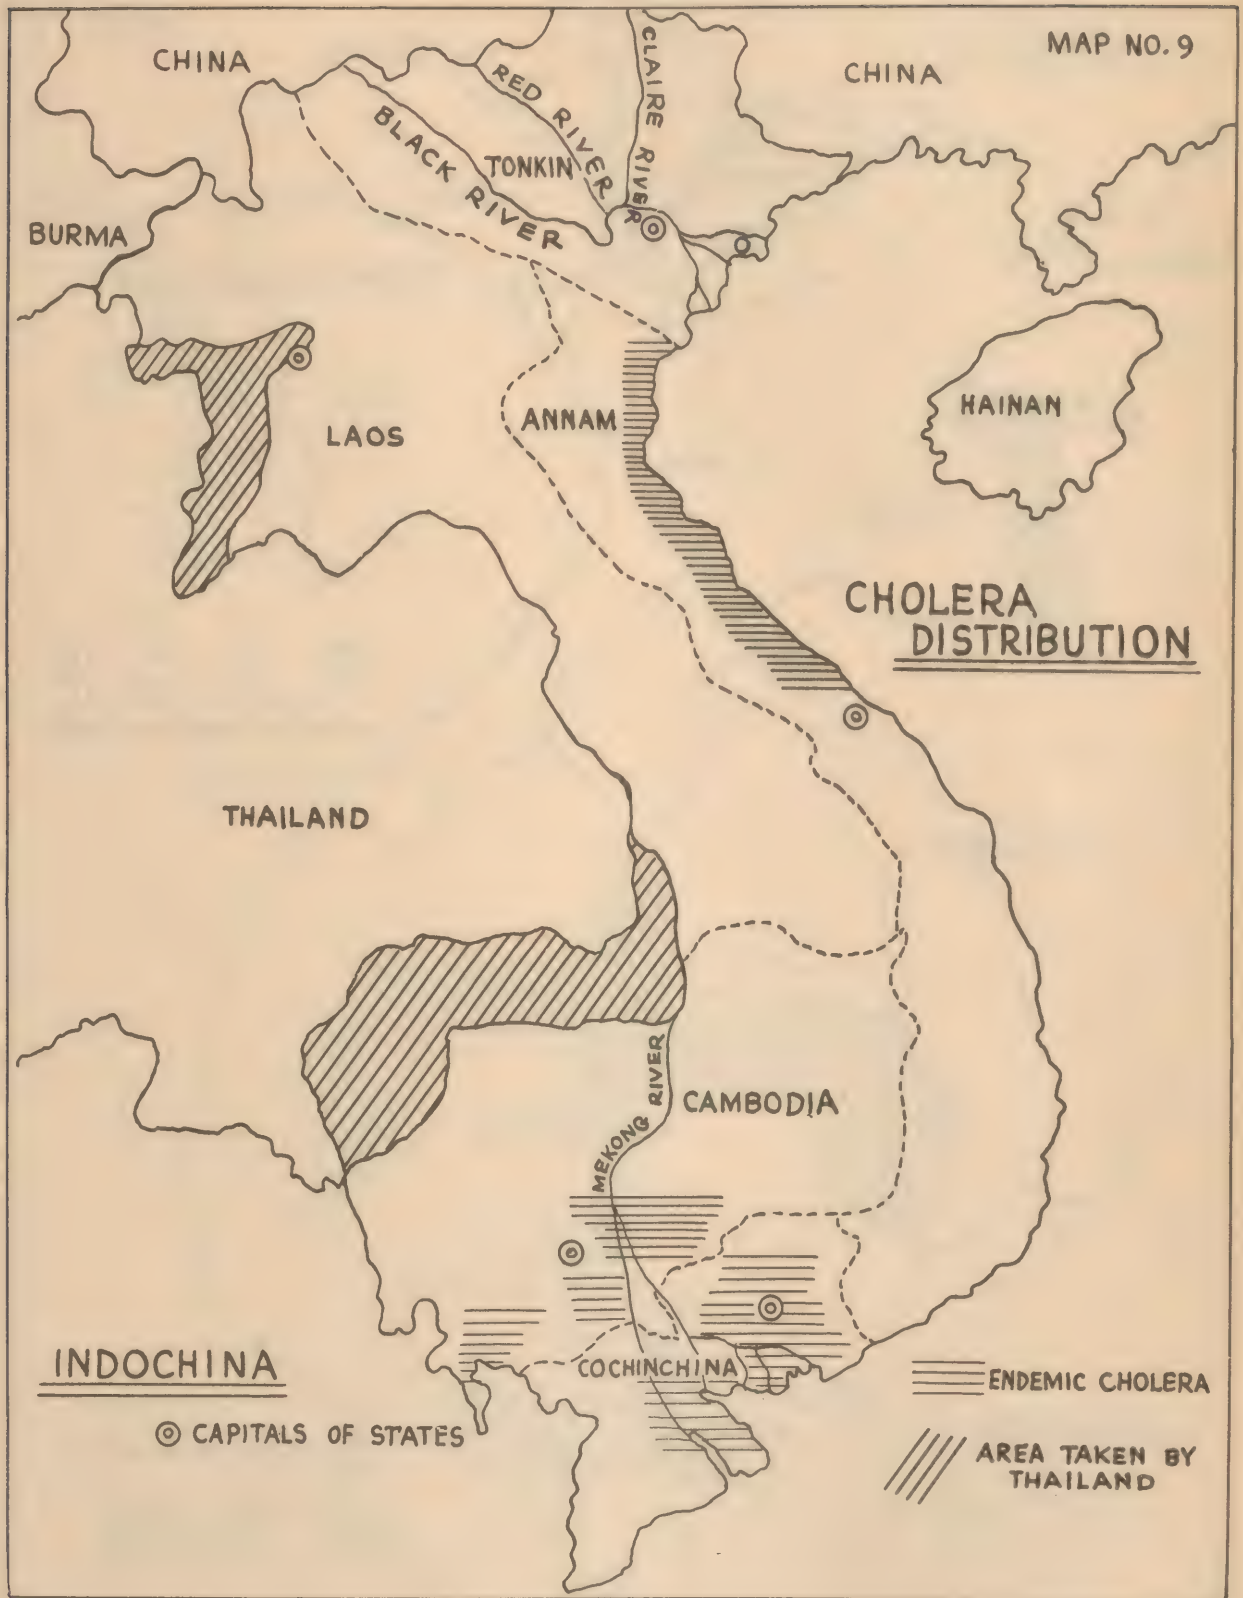 MAP NO. 9
CHINA
CHINA
CLAIRE RIVER
RED RIVER
BLACK RIVER
TONKIN
BURMA
LAOS
ANNAM
HAINAN
CHOLERA
DISTRIBUTION
THAILAND
MEKONG RIVER
CAMBODIA
COCHINCHINA
INDOCHINA
CAPITALS OF STATES
ENDEMIC CHOLERA
AREA TAKEN BY
THAILAND